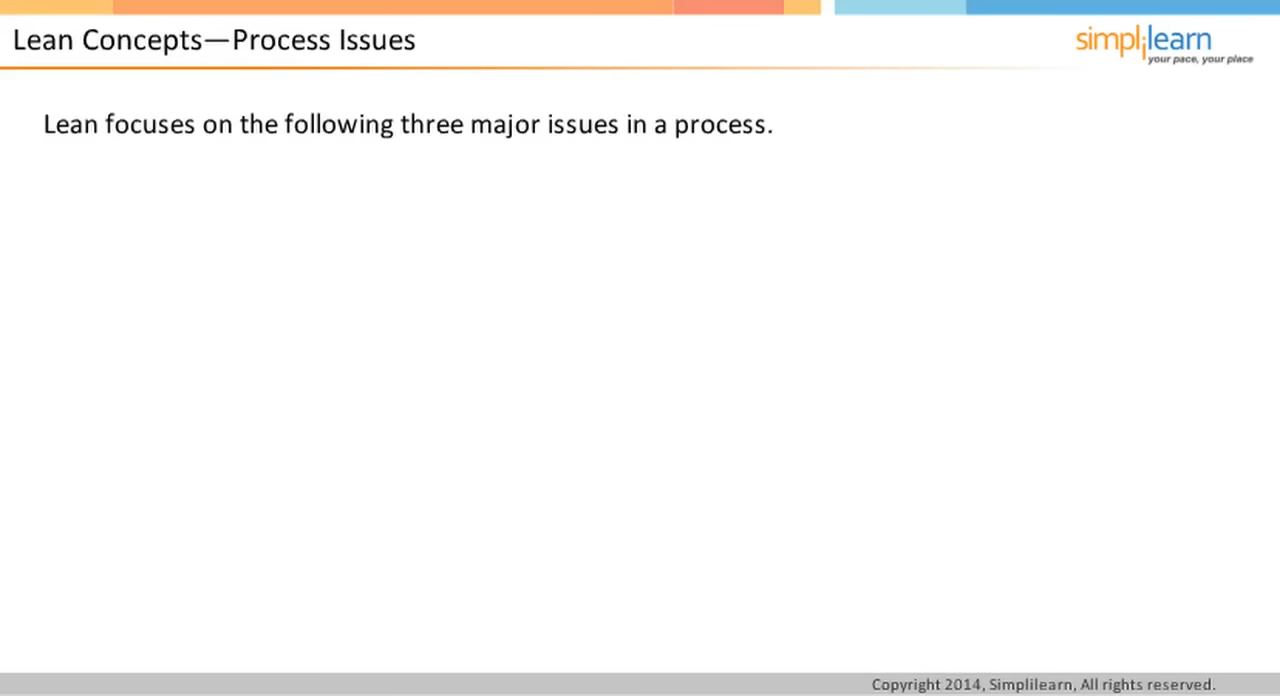 Lean Concepts—Process Issues
simplilearn
your pace, your place
Lean focuses on the following three major issues in a process.
Copyright 2014, Simplilearn, All rights reserved.